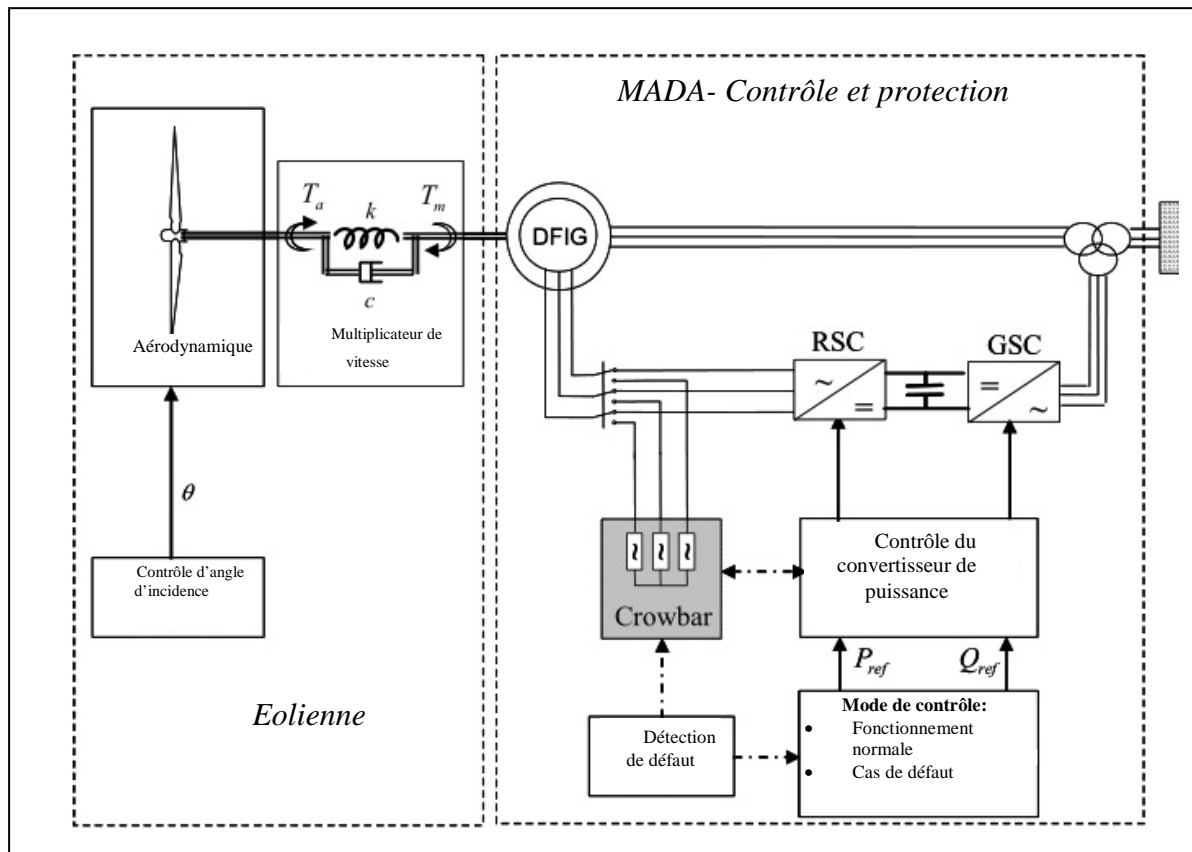 MADA- Contrôle et protection
T_a
k
T_m
c
Multiplicateur de
vitesse
Aérodynamique
θ
Contrôle d'angle
d'incidence
Eolienne
DFIG
RSC
GSC
~
=
=
~
~
~
~
Crowbar
Contrôle du
convertisseur de
puissance
P_ref
Q_ref
Détection
de défaut
Mode de contrôle:
• Fonctionnement
normale
• Cas de défaut